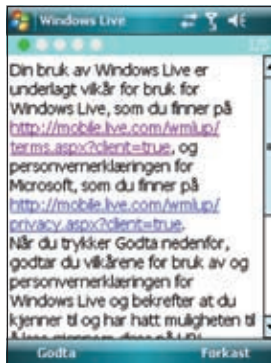 Windows Live
1/5
Din bruk av Windows Live er
underlagt vilkår for bruk for
Windows Live, som du finner på
http://mobile.live.com/wmlup/
terms.aspx?client=true, og
personvernerklæringen for
Microsoft, som du finner på
http://mobile.live.com/wmlup/
privacy.aspx?client=true.
Når du trykker Godta nedenfor,
godtar du vilkårene for bruk av og
personvernerklæringen for
Windows Live og bekrefter at du
kjenner til og har hatt muligheten til
Godta Forkast